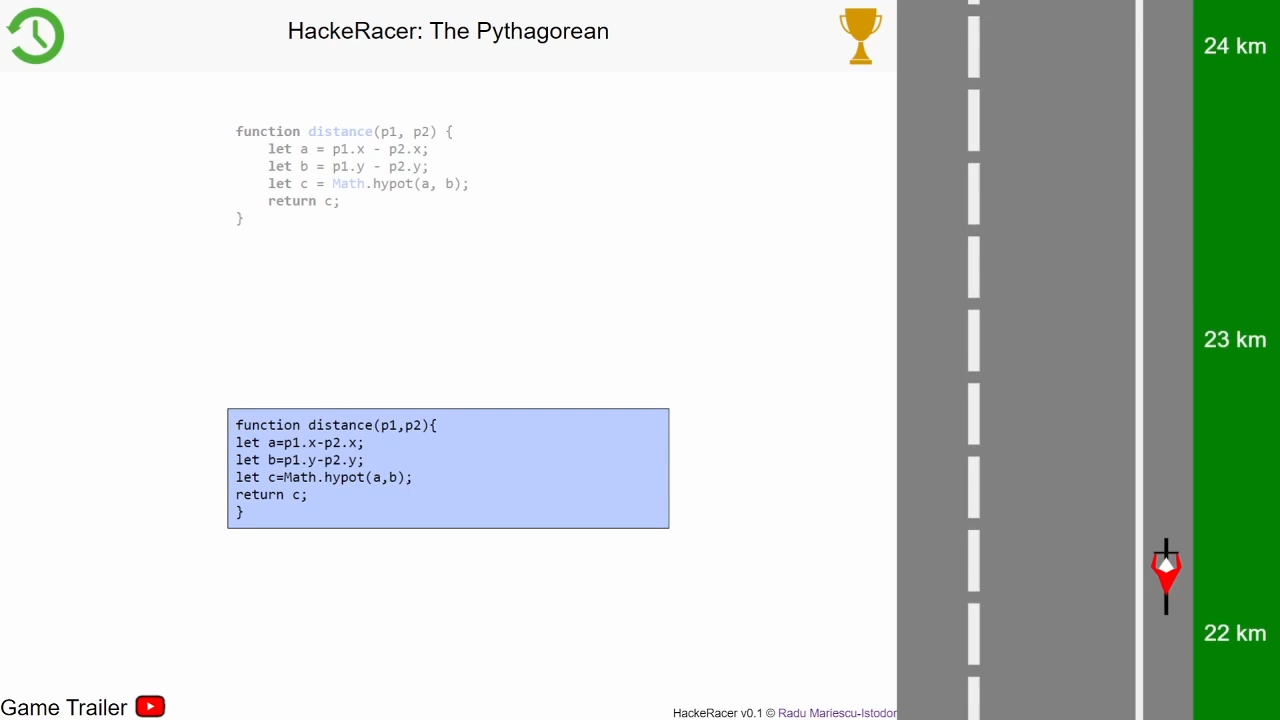 HackeRacer: The Pythagorean
function distance(p1, p2) {
    let a = p1.x - p2.x;
    let b = p1.y - p2.y;
    let c = Math.hypot(a, b);
    return c;
}
function distance(p1,p2){
let a=p1.x-p2.x;
let b=p1.y-p2.y;
let c=Math.hypot(a,b);
return c;
}
Game Trailer
HackeRacer v0.1 © Radu Mariescu-Istodor
24 km
23 km
22 km